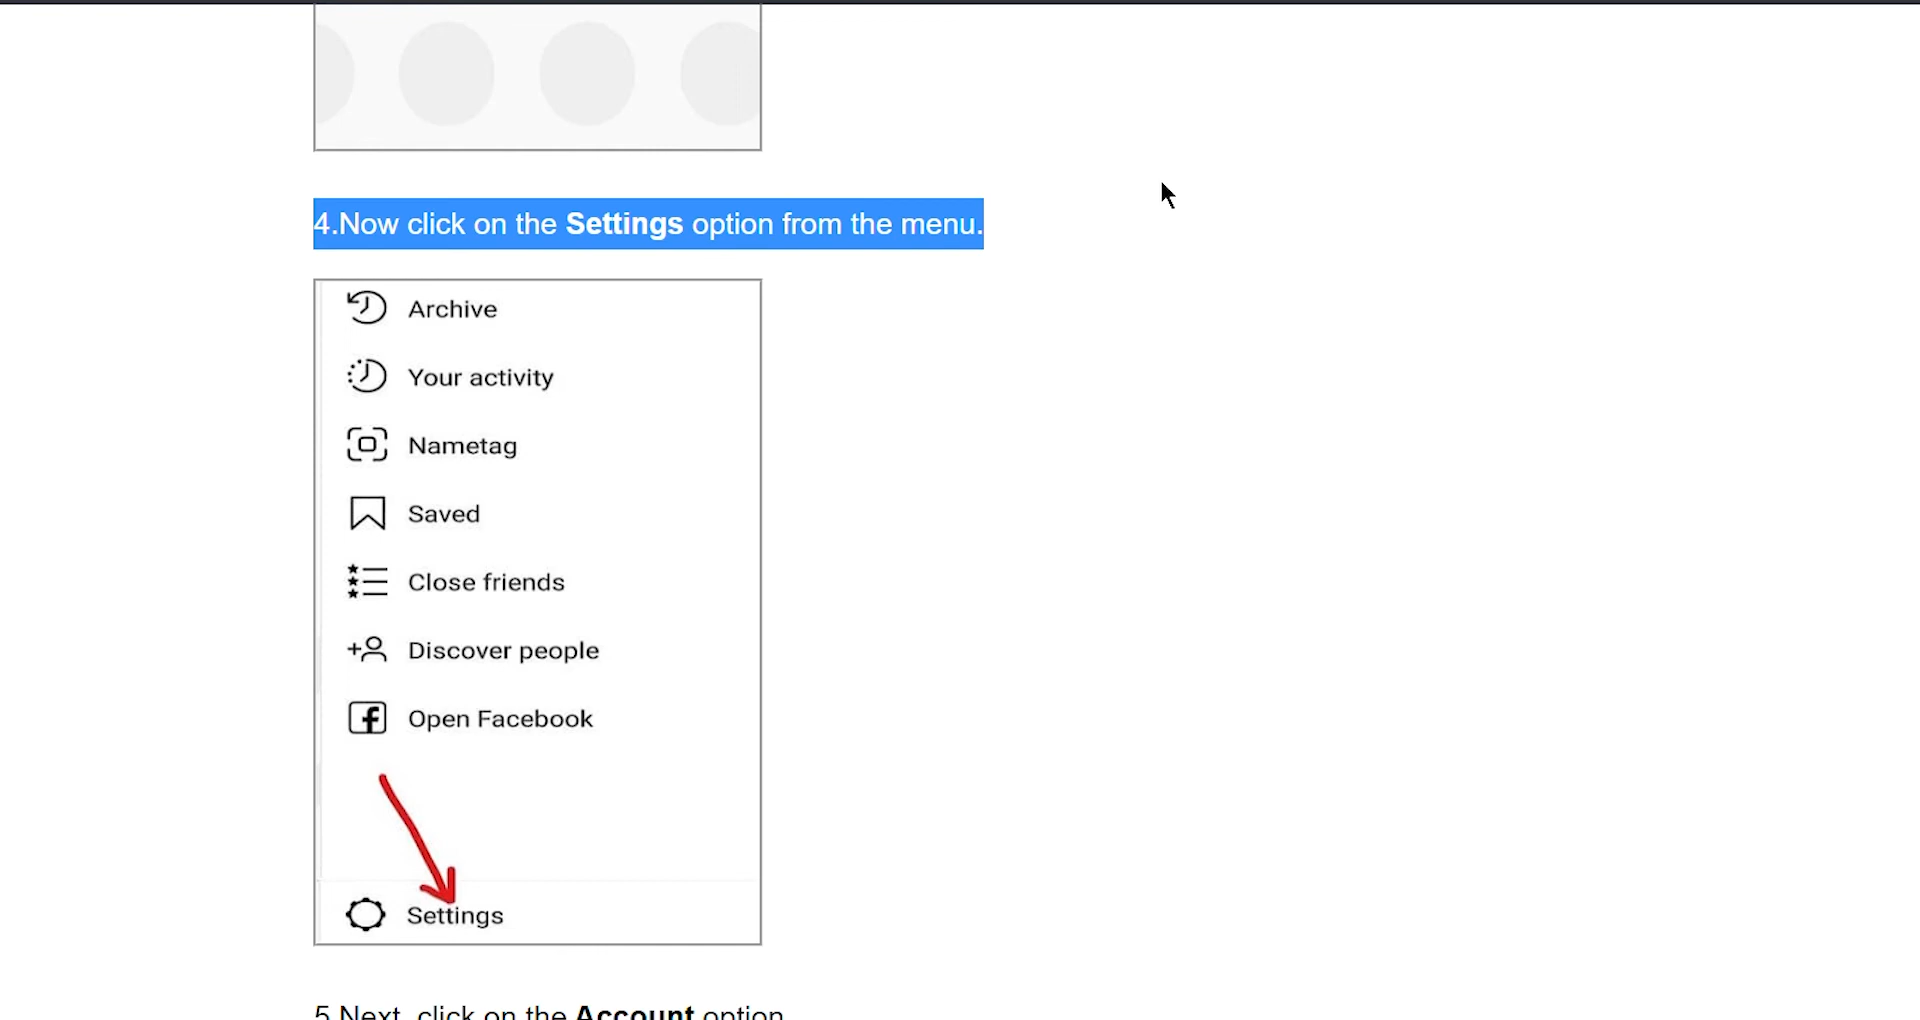 4.Now click on the Settings option from the menu.
Archive
Your activity
Nametag
Saved
Close friends
Discover people
Open Facebook
Settings
5.Next, click on the Account option